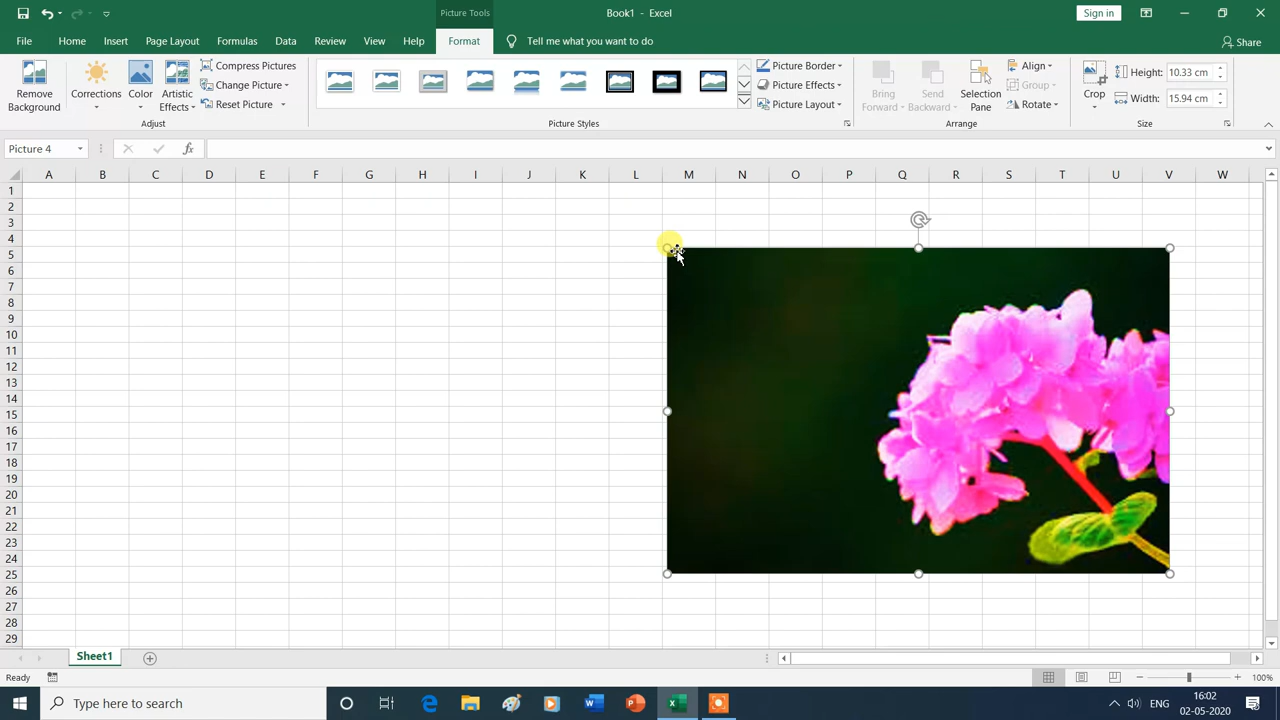 Picture Tools
Book1 - Excel
Sign in
File
Home
Insert
Page Layout
Formulas
Data
Review
View
Help
Format
Tell me what you want to do
Share
Remove
Background
Corrections
Color
Artistic
Effects
Compress Pictures
Change Picture
Reset Picture
Adjust
Picture Styles
Picture Border
Picture Effects
Picture Layout
Bring
Forward
Send
Backward
Selection
Pane
Align
Group
Rotate
Arrange
Crop
Height: 10.33 cm
Width: 15.94 cm
Size
Picture 4
fx
A B C D E F G H I J K L M N O P Q R S T U V W
1
2
3
4
5
6
7
8
9
10
11
12
13
14
15
16
17
18
19
20
21
22
23
24
25
26
27
28
29
Sheet1
Ready
100%
Type here to search
ENG
16:02
02-05-2020